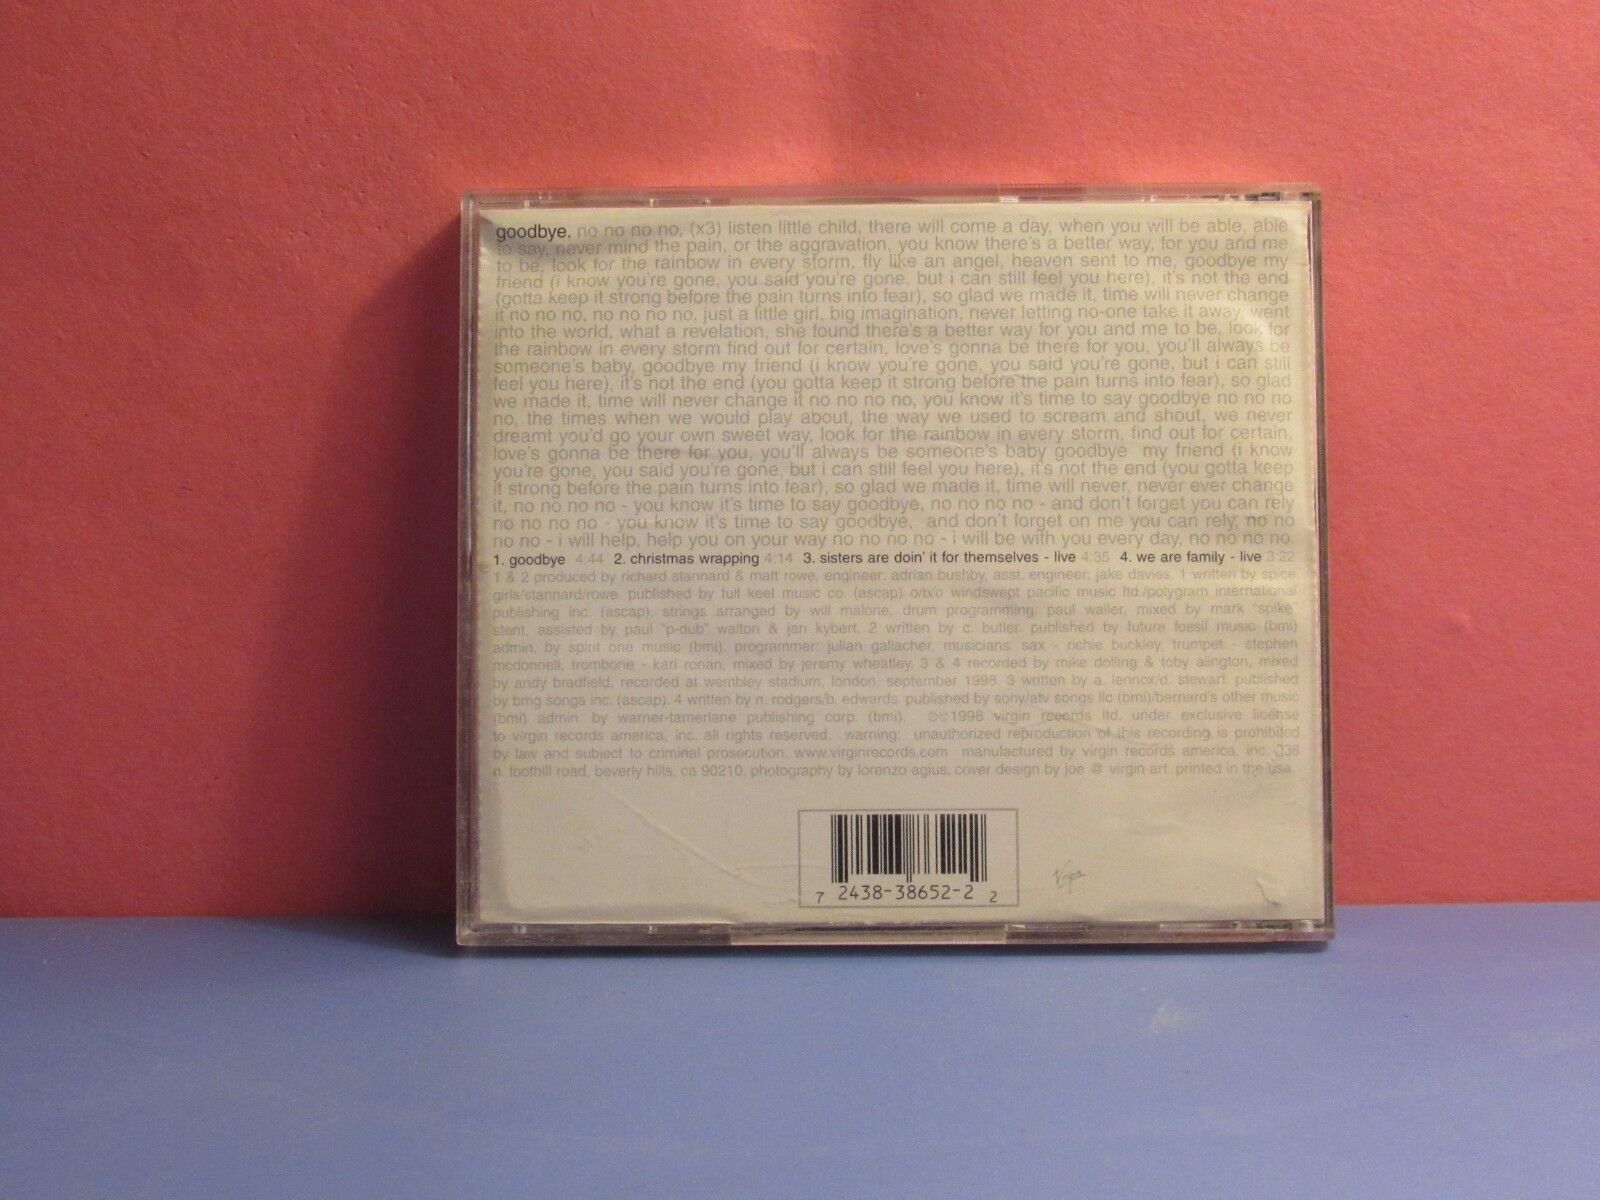 goodbye. no no no no, (x3) listen little child, there will come a day, when you will be able, able
to say, never mind the pain, or the aggravation, you know there's a better way, for you and me
to be, look for the rainbow in every storm, fly like an angel, heaven sent to me, goodbye my
friend (i know you're gone, you said you're gone, but i can still feel you here), it's not the end
(gotta keep it strong before the pain turns into fear), so glad we made it, time will never change
it no no no, no no no no, just a little girl, big imagination, never letting no-one take it away, went
into the world, what a revelation, she found there's a better way for you and me to be, look for
the rainbow in every storm find out for certain, love's gonna be there for you, you'll always be
someone's baby, goodbye my friend (i know you're gone, you said you're gone, but i can still
feel you here), it's not the end (you gotta keep it strong before the pain turns into fear), so glad
we made it, time will never change it no no no no, you know it's time to say goodbye no no no
no, the times when we would play about, the way we used to scream and shout, we never
dreamt you'd go your own sweet way, look for the rainbow in every storm, find out for certain,
love's gonna be there for you, you'll always be someone's baby goodbye my friend (i know
you're gone, you said you're gone, but i can still feel you here), it's not the end (you gotta keep
it strong before the pain turns into fear), so glad we made it, time will never, never ever change
it, no no no no - you know it's time to say goodbye, no no no no - and don't forget you can rely
no no no no - you know it's time to say goodbye, and don't forget on me you can rely, no no
no no - i will help, help you on your way no no no no - i will be with you every day, no no no no.
1. goodbye 4:44 2. christmas wrapping 4:14 3. sisters are doin' it for themselves - live 4:35 4. we are family - live 3:22
1 & 2 produced by richard stannard & matt rowe, engineer: adrian bushby, asst. engineer: jake davies. 1 written by spice
girls/stannard/rowe. published by full keel music co. (ascap) o/b/o windswept pacific music ltd./polygram international
publishing inc. (ascap). strings arranged by will malone, drum programming: paul waller, mixed by mark "spike"
stent, assisted by paul "p-dub" walton & jan kybert. 2 written by c. butler. published by future fossil music (bmi)
admin. by spirit one music (bmi). programmer: julian gallacher, musicians: sax - richie buckley, trumpet - stephen
mcdonnell, trombone - karl ronan, mixed by jeremy wheatley. 3 & 4 recorded by mike dolling & toby alington, mixed
by andy bradfield, recorded at wembley stadium, london, september 1998. 3 written by a. lennox/d. stewart. published
by bmg songs inc. (ascap). 4 written by n. rodgers/b. edwards. published by sony/atv songs llc (bmi)/bernard's other music
(bmi) admin. by warner-tamerlane publishing corp. (bmi). ℗©1998 virgin records ltd. under exclusive license
to virgin records america, inc. all rights reserved. warning: unauthorized reproduction of this recording is prohibited
by law and subject to criminal prosecution. www.virginrecords.com manufactured by virgin records america, inc. 338
n. foothill road, beverly hills, ca 90210. photography by lorenzo agius. cover design by joe @ virgin art. printed in the usa.
7 2438-38652-2 2
Virgin